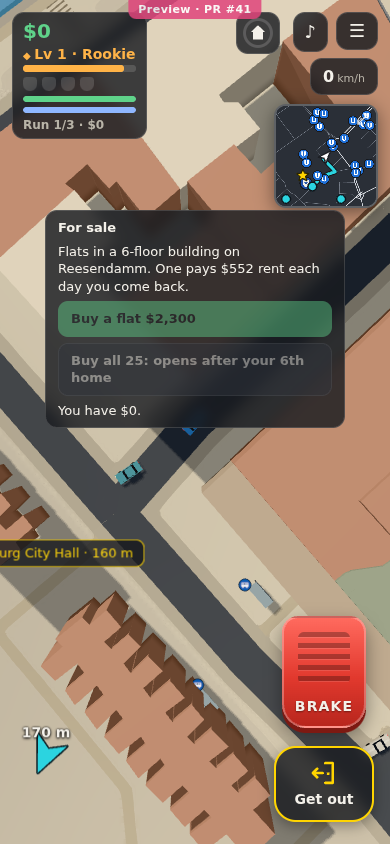 Preview · PR #41
$0
Lv 1 · Rookie
Run 1/3 · $0
0 km/h
For sale
Flats in a 6-floor building on
Reesendamm. One pays $552 rent each
day you come back.
Buy a flat $2,300
Buy all 25: opens after your 6th
home
You have $0.
urg City Hall · 160 m
BRAKE
170 m
Get out